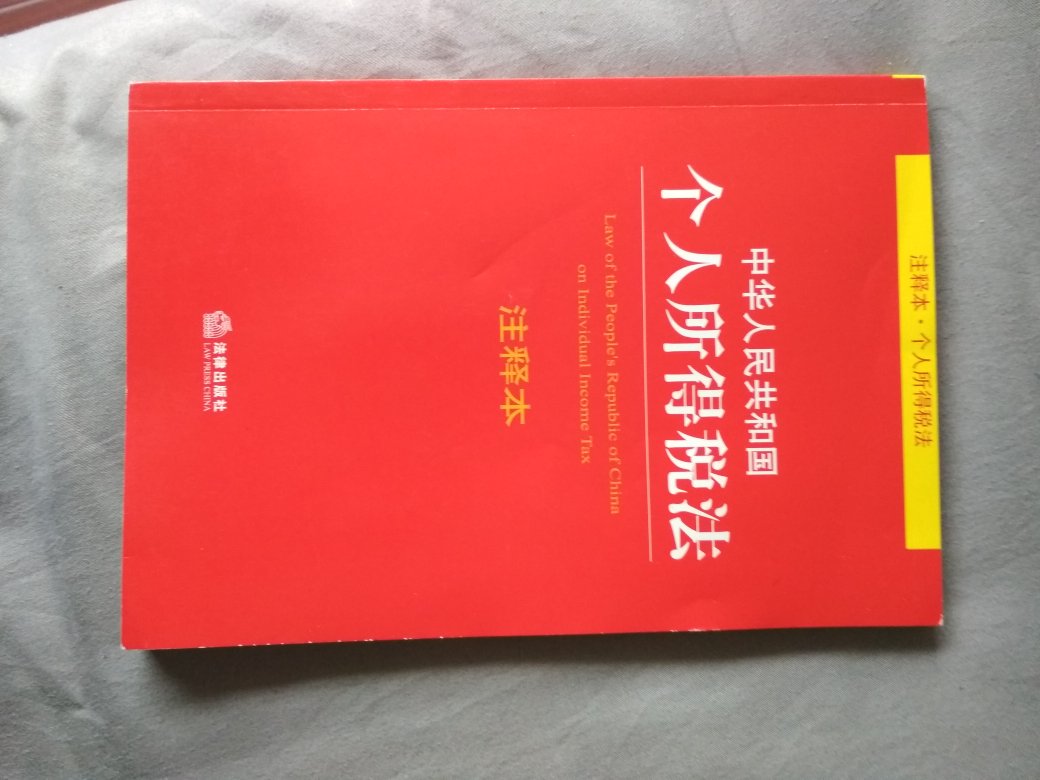 注释本·个人所得税法
中华人民共和国
个人所得税法
Law of the People's Republic of China
on Individual Income Tax
注释本
法律出版社
LAW PRESS·CHINA